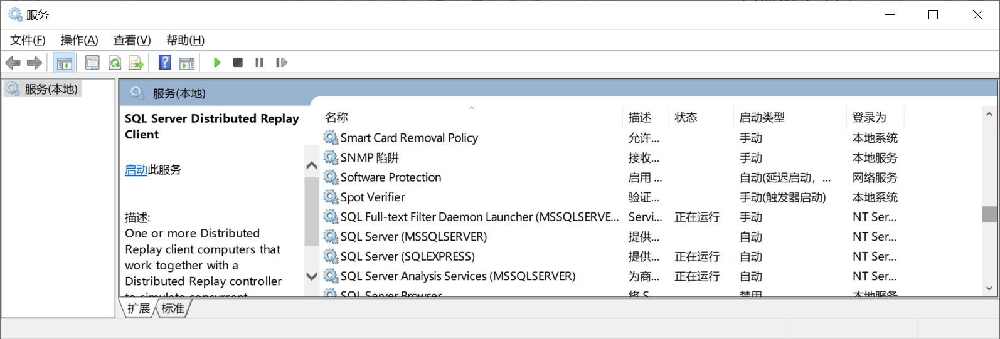 服务
文件(F) 操作(A) 查看(V) 帮助(H)
服务(本地)
服务(本地)
SQL Server Distributed Replay
Client
启动此服务
描述:
One or more Distributed
Replay client computers that
work together with a
Distributed Replay controller
to simulate concurrent
名称 描述 状态 启动类型 登录为
Smart Card Removal Policy 允许... 手动 本地系统
SNMP 陷阱 接收... 手动 本地服务
Software Protection 启用 ... 自动(延迟启动，... 网络服务
Spot Verifier 验证... 手动(触发器启动) 本地系统
SQL Full-text Filter Daemon Launcher (MSSQLSERVE... Servi... 正在运行 手动 NT Ser...
SQL Server (MSSQLSERVER) 提供... 自动 NT Ser...
SQL Server (SQLEXPRESS) 提供... 正在运行 自动 NT Ser...
SQL Server Analysis Services (MSSQLSERVER) 为商... 正在运行 自动 NT Ser...
SQL Server Browser 将 S... 禁用 本地服务
扩展 标准